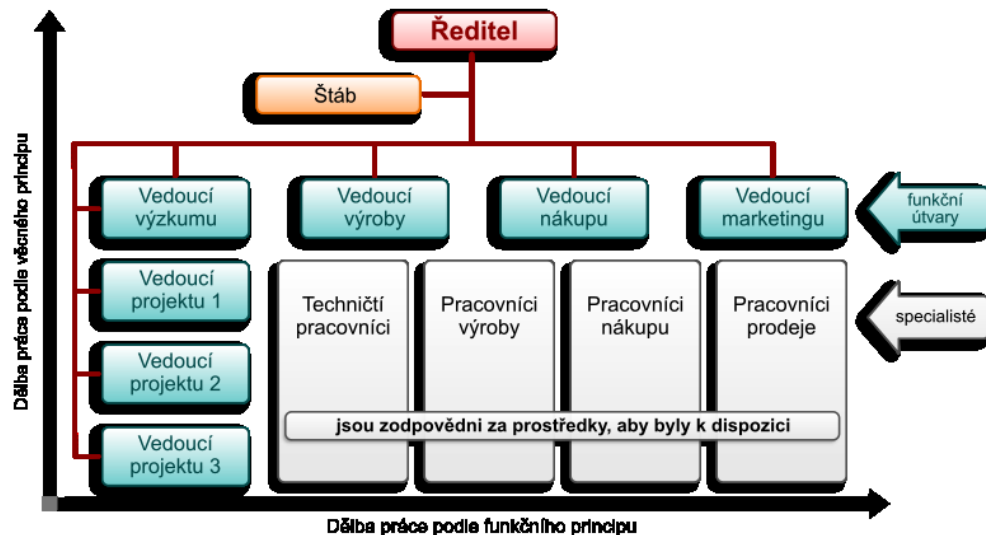 Ředitel
Štáb
Vedoucí
výzkumu
Vedoucí
výroby
Vedoucí
nákupu
Vedoucí
marketingu
funkční
útvary
Vedoucí
projektu 1
Vedoucí
projektu 2
Vedoucí
projektu 3
Techničtí
pracovníci
Pracovníci
výroby
Pracovníci
nákupu
Pracovníci
prodeje
specialisté
jsou zodpovědni za prostředky, aby byly k dispozici
Dělba práce podle věcného principu
Dělba práce podle funkčního principu